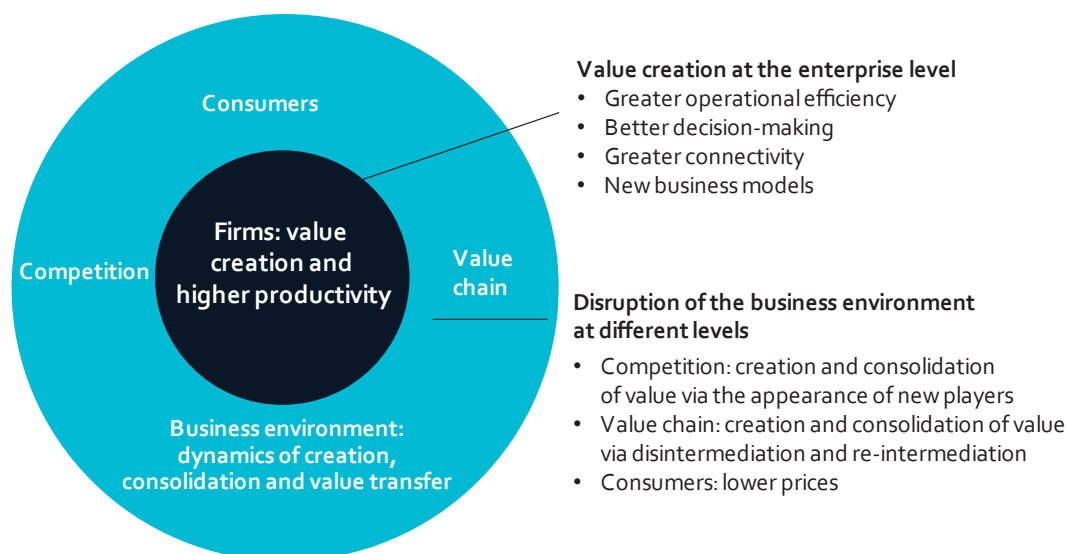 Consumers
Competition
Firms: value
creation and
higher productivity
Value
chain
Business environment:
dynamics of creation,
consolidation and value transfer
Value creation at the enterprise level
• Greater operational efficiency
• Better decision-making
• Greater connectivity
• New business models
Disruption of the business environment
at different levels
• Competition: creation and consolidation
of value via the appearance of new players
• Value chain: creation and consolidation of value
via disintermediation and re-intermediation
• Consumers: lower prices